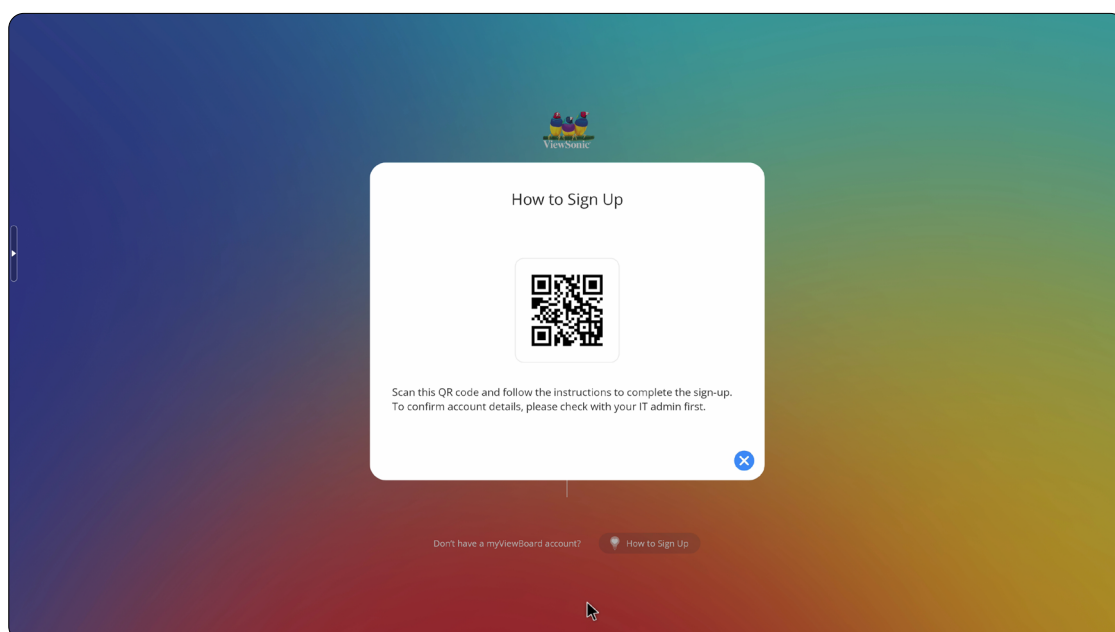 ViewSonic
How to Sign Up
Scan this QR code and follow the instructions to complete the sign-up.
To confirm account details, please check with your IT admin first.
Don't have a myViewBoard account?
How to Sign Up